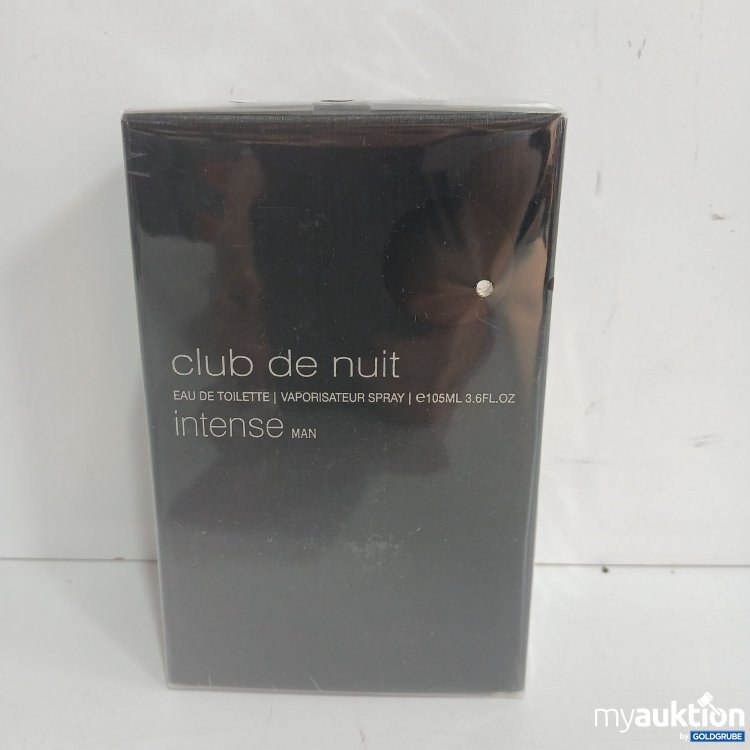 club de nuit
EAU DE TOILETTE | VAPORISATEUR SPRAY | ℮105ML 3.6FL.OZ
intense MAN
myauktion
by GOLDGRUBE